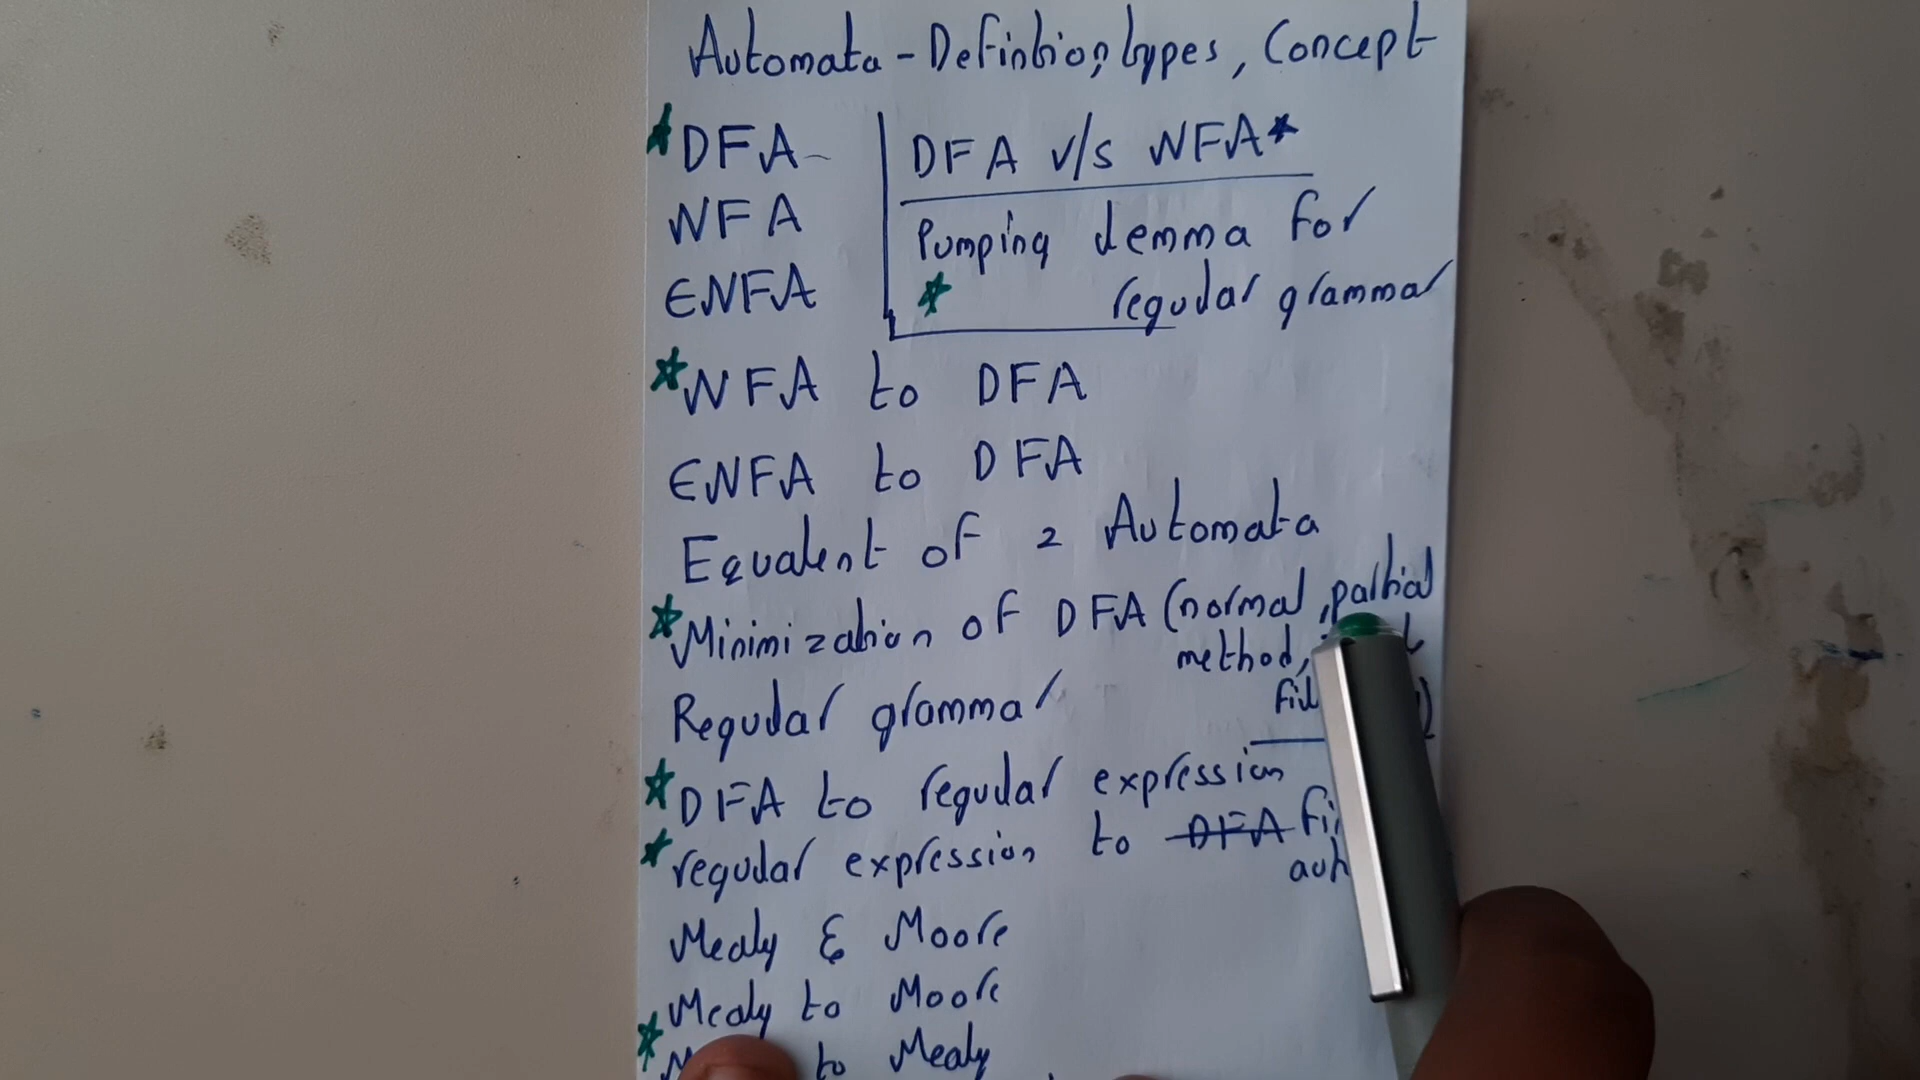 Automata - Defintion, types, Concept
★DFA
NFA
ENFA
DFA v/s NFA★
Pumping Lemma for
★ regular grammar
★NFA to DFA
ENFA to DFA
Equalent of 2 Automata
★Minimization of DFA (normal, partial
method,
Regular grammar
★DFA to regular expression
★regular expression to DFA
Mealy & Moore
Mealy to Moore
★ to Mealy